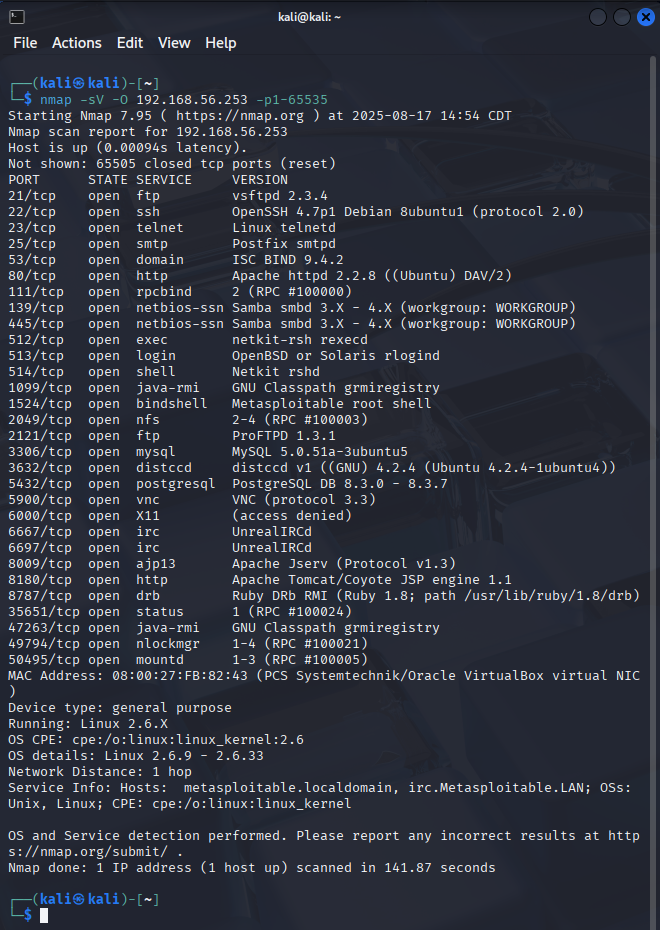 kali@kali: ~
File Actions Edit View Help
┌──(kali㉿kali)-[~]
└─$ nmap -sV -O 192.168.56.253 -p1-65535
Starting Nmap 7.95 ( https://nmap.org ) at 2025-08-17 14:54 CDT
Nmap scan report for 192.168.56.253
Host is up (0.00094s latency).
Not shown: 65505 closed tcp ports (reset)
PORT      STATE SERVICE     VERSION
21/tcp    open  ftp         vsftpd 2.3.4
22/tcp    open  ssh         OpenSSH 4.7p1 Debian 8ubuntu1 (protocol 2.0)
23/tcp    open  telnet      Linux telnetd
25/tcp    open  smtp        Postfix smtpd
53/tcp    open  domain      ISC BIND 9.4.2
80/tcp    open  http        Apache httpd 2.2.8 ((Ubuntu) DAV/2)
111/tcp   open  rpcbind     2 (RPC #100000)
139/tcp   open  netbios-ssn Samba smbd 3.X - 4.X (workgroup: WORKGROUP)
445/tcp   open  netbios-ssn Samba smbd 3.X - 4.X (workgroup: WORKGROUP)
512/tcp   open  exec        netkit-rsh rexecd
513/tcp   open  login       OpenBSD or Solaris rlogind
514/tcp   open  shell       Netkit rshd
1099/tcp  open  java-rmi    GNU Classpath grmiregistry
1524/tcp  open  bindshell   Metasploitable root shell
2049/tcp  open  nfs         2-4 (RPC #100003)
2121/tcp  open  ftp         ProFTPD 1.3.1
3306/tcp  open  mysql       MySQL 5.0.51a-3ubuntu5
3632/tcp  open  distccd     distccd v1 ((GNU) 4.2.4 (Ubuntu 4.2.4-1ubuntu4))
5432/tcp  open  postgresql  PostgreSQL DB 8.3.0 - 8.3.7
5900/tcp  open  vnc         VNC (protocol 3.3)
6000/tcp  open  X11         (access denied)
6667/tcp  open  irc         UnrealIRCd
6697/tcp  open  irc         UnrealIRCd
8009/tcp  open  ajp13       Apache Jserv (Protocol v1.3)
8180/tcp  open  http        Apache Tomcat/Coyote JSP engine 1.1
8787/tcp  open  drb         Ruby DRb RMI (Ruby 1.8; path /usr/lib/ruby/1.8/drb)
35651/tcp open  status      1 (RPC #100024)
47263/tcp open  java-rmi    GNU Classpath grmiregistry
49794/tcp open  nlockmgr    1-4 (RPC #100021)
50495/tcp open  mountd      1-3 (RPC #100005)
MAC Address: 08:00:27:FB:82:43 (PCS Systemtechnik/Oracle VirtualBox virtual NIC
)
Device type: general purpose
Running: Linux 2.6.X
OS CPE: cpe:/o:linux:linux_kernel:2.6
OS details: Linux 2.6.9 - 2.6.33
Network Distance: 1 hop
Service Info: Hosts:  metasploitable.localdomain, irc.Metasploitable.LAN; OSs:
Unix, Linux; CPE: cpe:/o:linux:linux_kernel
OS and Service detection performed. Please report any incorrect results at http
s://nmap.org/submit/ .
Nmap done: 1 IP address (1 host up) scanned in 141.87 seconds
┌──(kali㉿kali)-[~]
└─$